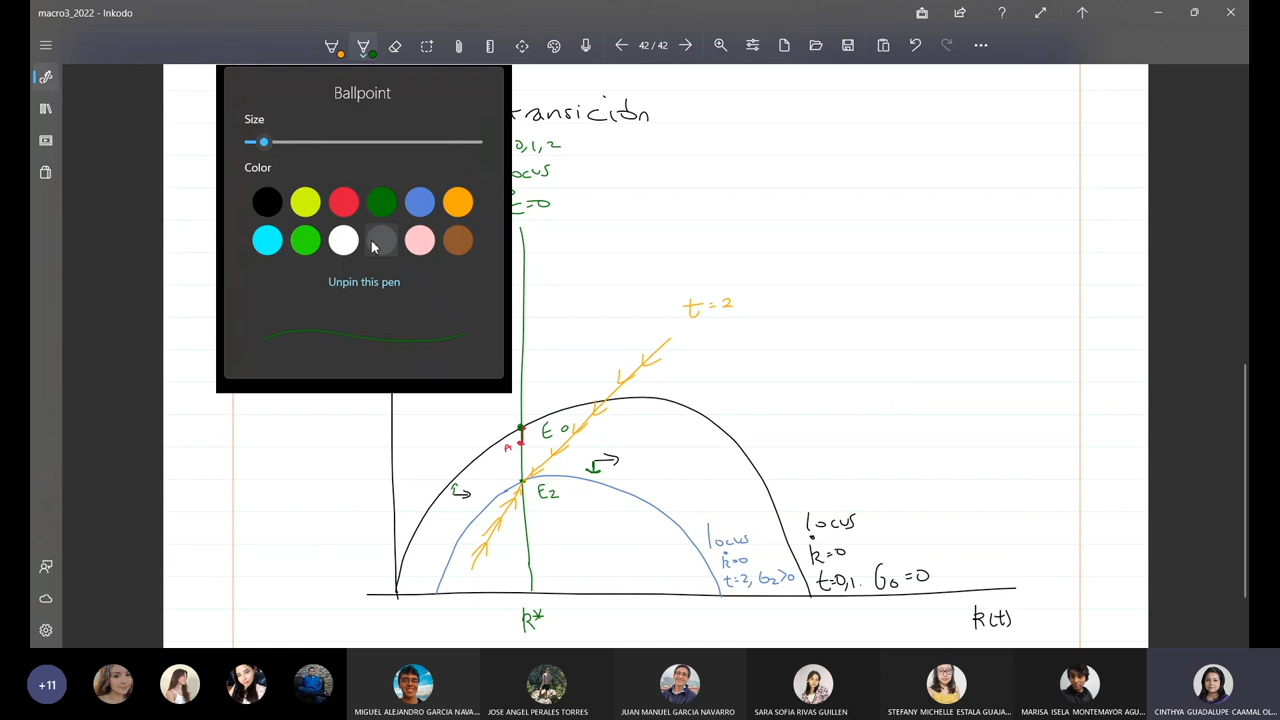 macro3_2022 - Inkodo
42 / 42
Ballpoint
Size
Color
Unpin this pen
transición
0,1,2
locus
ċ=0
t=2
E0
A
E2
locus
k̇=0
t=2, G2>0
locus
k̇=0
t=0,1. G0=0
k*
k(t)
+11
MIGUEL ALEJANDRO GARCIA NAVA...
JOSE ANGEL PERALES TORRES
JUAN MANUEL GARCIA NAVARRO
SARA SOFIA RIVAS GUILLEN
STEFANY MICHELLE ESTALA GUAJA...
MARISA ISELA MONTEMAYOR AGU...
CINTHYA GUADALUPE CAAMAL OL...